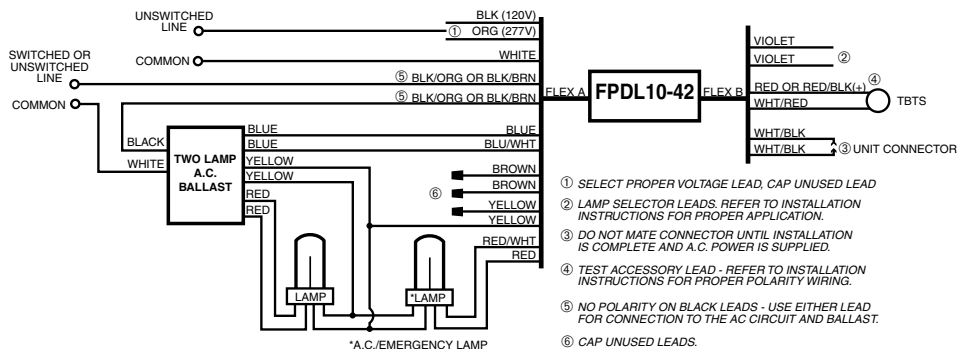 UNSWITCHED
LINE
BLK (120V)
① ORG (277V)
COMMON
WHITE
SWITCHED OR
UNSWITCHED
LINE
⑤ BLK/ORG OR BLK/BRN
COMMON
⑤ BLK/ORG OR BLK/BRN
FLEX A
FPDL10-42
FLEX B
VIOLET
VIOLET
②
RED OR RED/BLK(+)
④
WHT/RED
TBTS
WHT/BLK
WHT/BLK
③ UNIT CONNECTOR
BLACK
WHITE
TWO LAMP
A.C.
BALLAST
BLUE
BLUE
YELLOW
YELLOW
RED
RED
BLUE
BLU/WHT
BROWN
BROWN
⑥
YELLOW
YELLOW
RED/WHT
RED
LAMP
*LAMP
*A.C./EMERGENCY LAMP
① SELECT PROPER VOLTAGE LEAD, CAP UNUSED LEAD
② LAMP SELECTOR LEADS. REFER TO INSTALLATION
INSTRUCTIONS FOR PROPER APPLICATION.
③ DO NOT MATE CONNECTOR UNTIL INSTALLATION
IS COMPLETE AND A.C. POWER IS SUPPLIED.
④ TEST ACCESSORY LEAD - REFER TO INSTALLATION
INSTRUCTIONS FOR PROPER POLARITY WIRING.
⑤ NO POLARITY ON BLACK LEADS - USE EITHER LEAD
FOR CONNECTION TO THE AC CIRCUIT AND BALLAST.
⑥ CAP UNUSED LEADS.